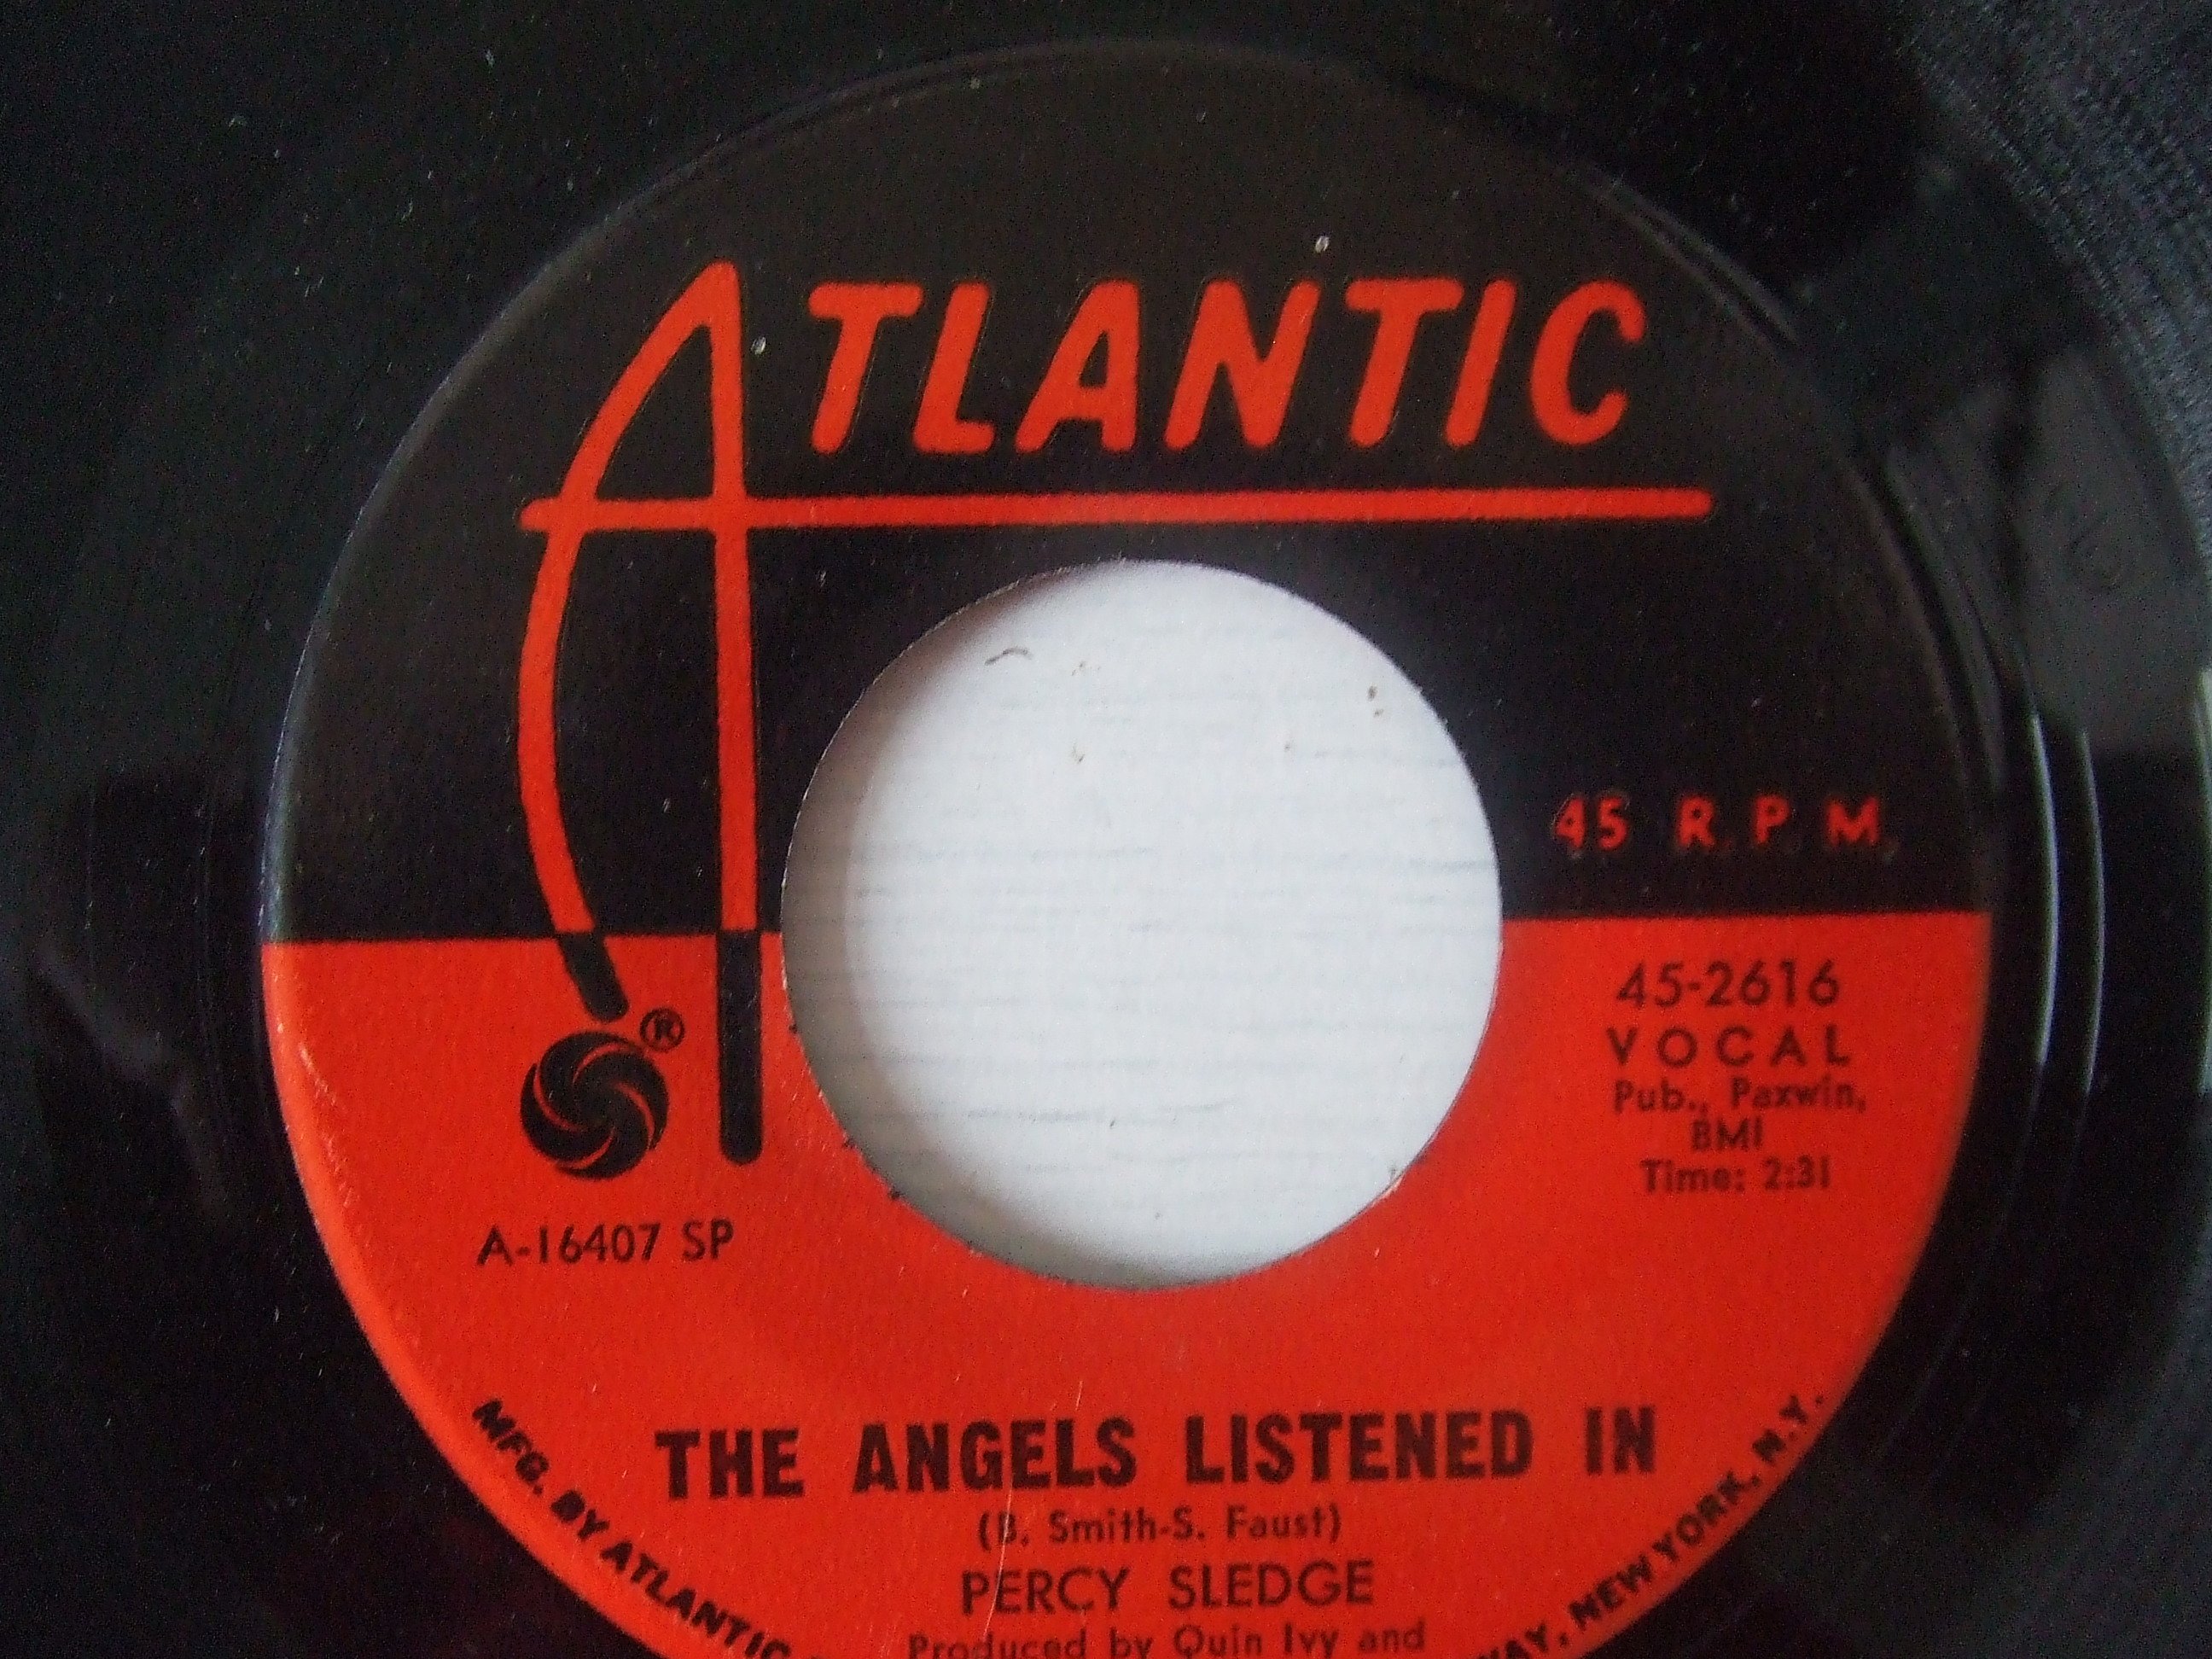 ATLANTIC
45 R.P.M.
45-2616
VOCAL
Pub., Paxwin,
BMI
Time: 2:31
®
A-16407 SP
THE ANGELS LISTENED IN
(B. Smith-S. Faust)
PERCY SLEDGE
Produced by Quin Ivy and
MFG. BY ATLANTIC
WAY, NEW YORK, N.Y.